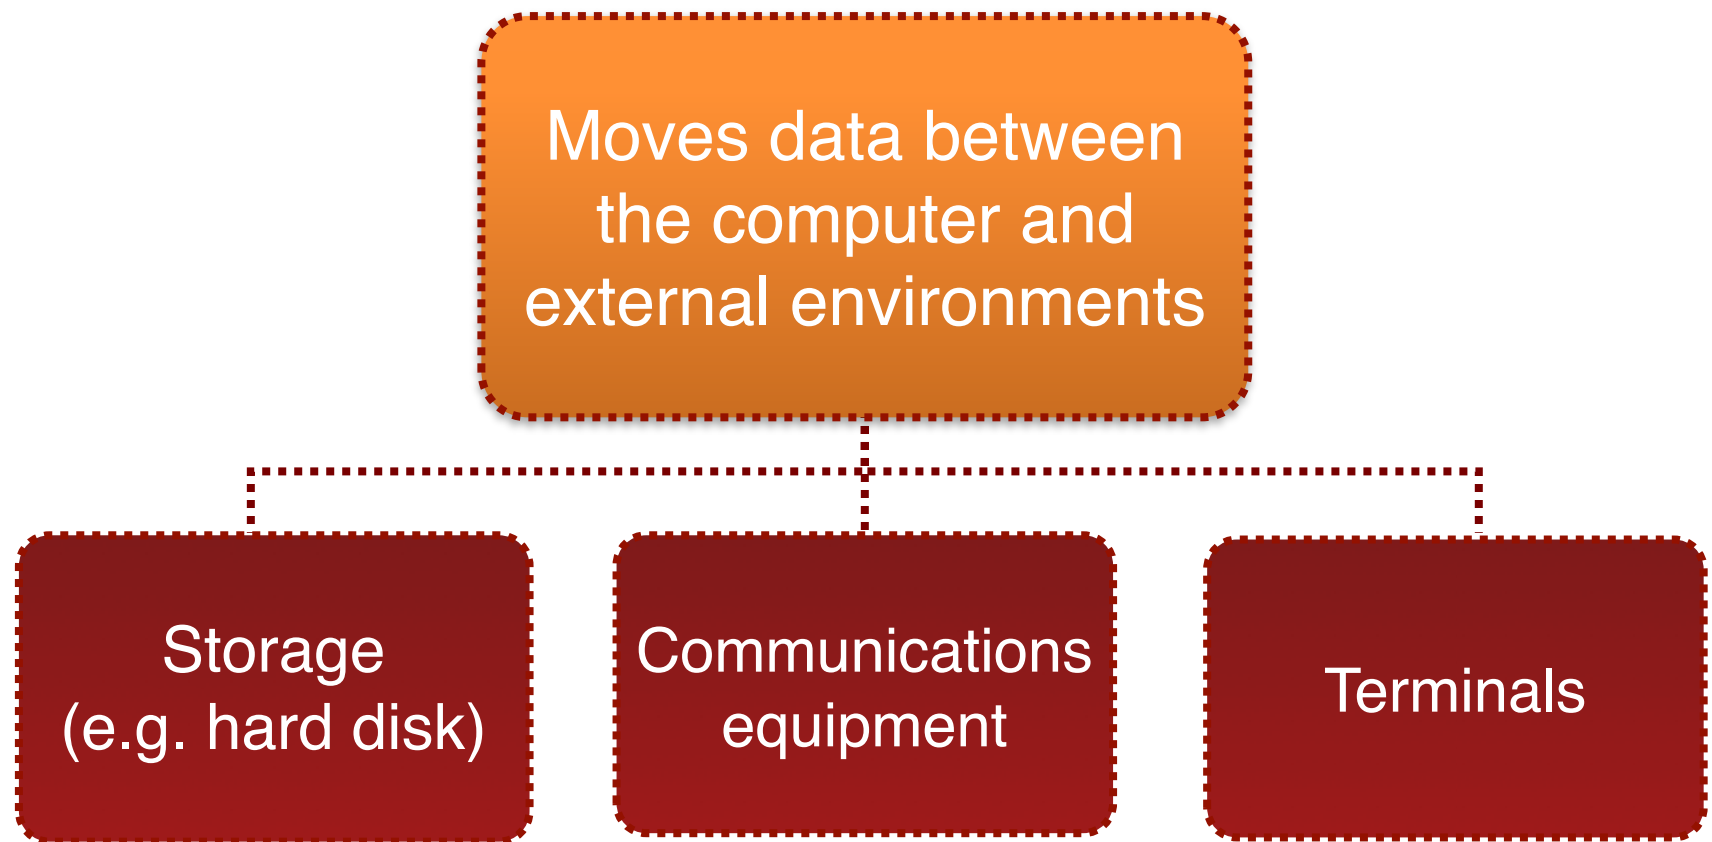 Moves data between
the computer and
external environments
Storage
(e.g. hard disk)
Communications
equipment
Terminals